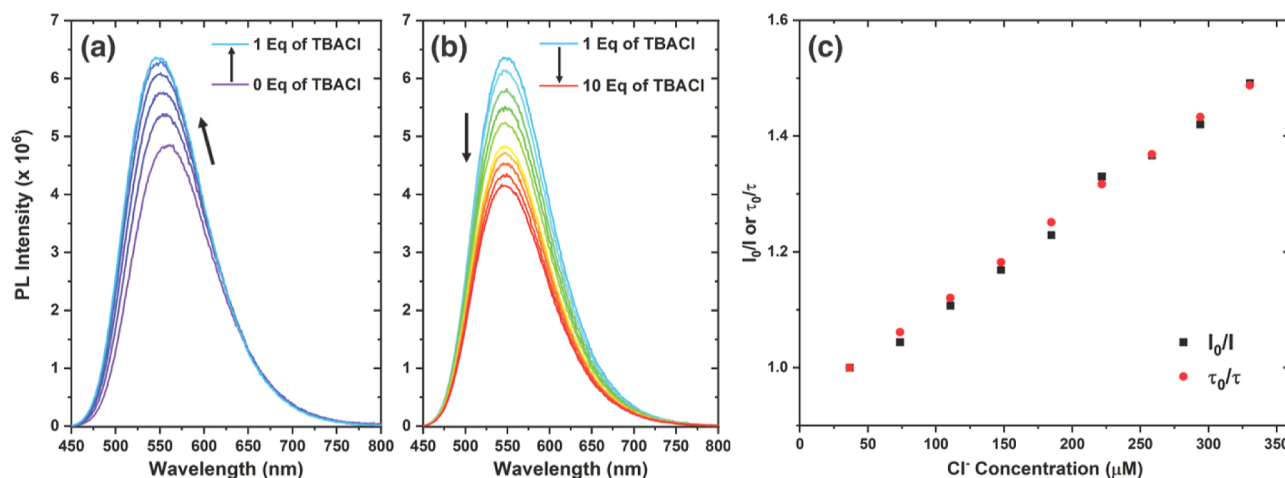 (a)
1 Eq of TBACl
0 Eq of TBACl
PL Intensity (x 10⁶)
7
6
5
4
3
2
1
0
450 500 550 600 650 700 750 800
Wavelength (nm)
(b)
1 Eq of TBACl
10 Eq of TBACl
7
6
5
4
3
2
1
0
450 500 550 600 650 700 750 800
Wavelength (nm)
(c)
I₀/I or τ₀/τ
1.6
1.4
1.2
1.0
I₀/I
τ₀/τ
0 50 100 150 200 250 300 350
Cl⁻ Concentration (μM)